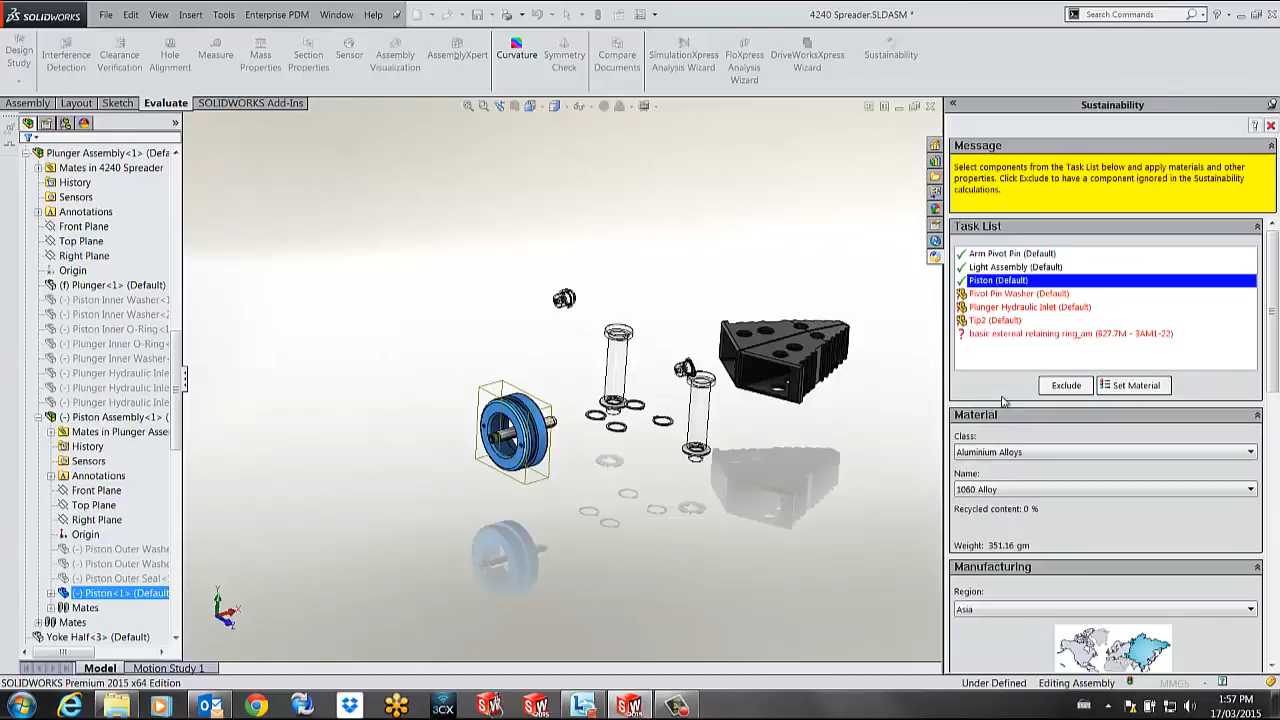 SOLIDWORKS
File Edit View Insert Tools Enterprise PDM Window Help
4240 Spreader.SLDASM *
Search Commands
Design Study
Interference Detection
Clearance Verification
Hole Alignment
Measure
Mass Properties
Section Properties
Sensor
Assembly Visualization
AssemblyXpert
Curvature
Symmetry Check
Compare Documents
SimulationXpress Analysis Wizard
FloXpress Analysis Wizard
DriveWorksXpress Wizard
Sustainability
Assembly Layout Sketch Evaluate SOLIDWORKS Add-Ins
Plunger Assembly<1> (Defa
Mates in 4240 Spreader
History
Sensors
Annotations
Front Plane
Top Plane
Right Plane
Origin
(f) Plunger<1> (Default)
(-) Piston Inner Washer<1
(-) Piston Inner Washer<
(-) Piston Inner O-Ring<1
(-) Plunger Inner O-Ring<
(-) Plunger Inner Washer<
(-) Plunger Hydraulic Inlet
(-) Plunger Hydraulic Inlet
(-) Plunger Hydraulic Inlet
(-) Piston Assembly<1> (
Mates in Plunger Asse
History
Sensors
Annotations
Front Plane
Top Plane
Right Plane
Origin
(-) Piston Outer Washe
(-) Piston Outer Washe
(-) Piston Outer Seal<
(-) Piston<1> (Default
Mates
Mates
Yoke Half<3> (Default)
Y
X
Z
Sustainability
Message
Select components from the Task List below and apply materials and other
properties. Click Exclude to have a component ignored in the Sustainability
calculations.
Task List
Arm Pivot Pin (Default)
Light Assembly (Default)
Piston (Default)
Pivot Pin Washer (Default)
Plunger Hydraulic Inlet (Default)
Tip2 (Default)
basic external retaining ring_am (B27.7M - 3AM1-22)
Exclude Set Material
Material
Class:
Aluminium Alloys
Name:
1060 Alloy
Recycled content: 0 %
Weight: 351.16 gm
Manufacturing
Region:
Asia
Model Motion Study 1
SOLIDWORKS Premium 2015 x64 Edition
Under Defined Editing Assembly MMGS
3CX
1:57 PM
17/03/2015